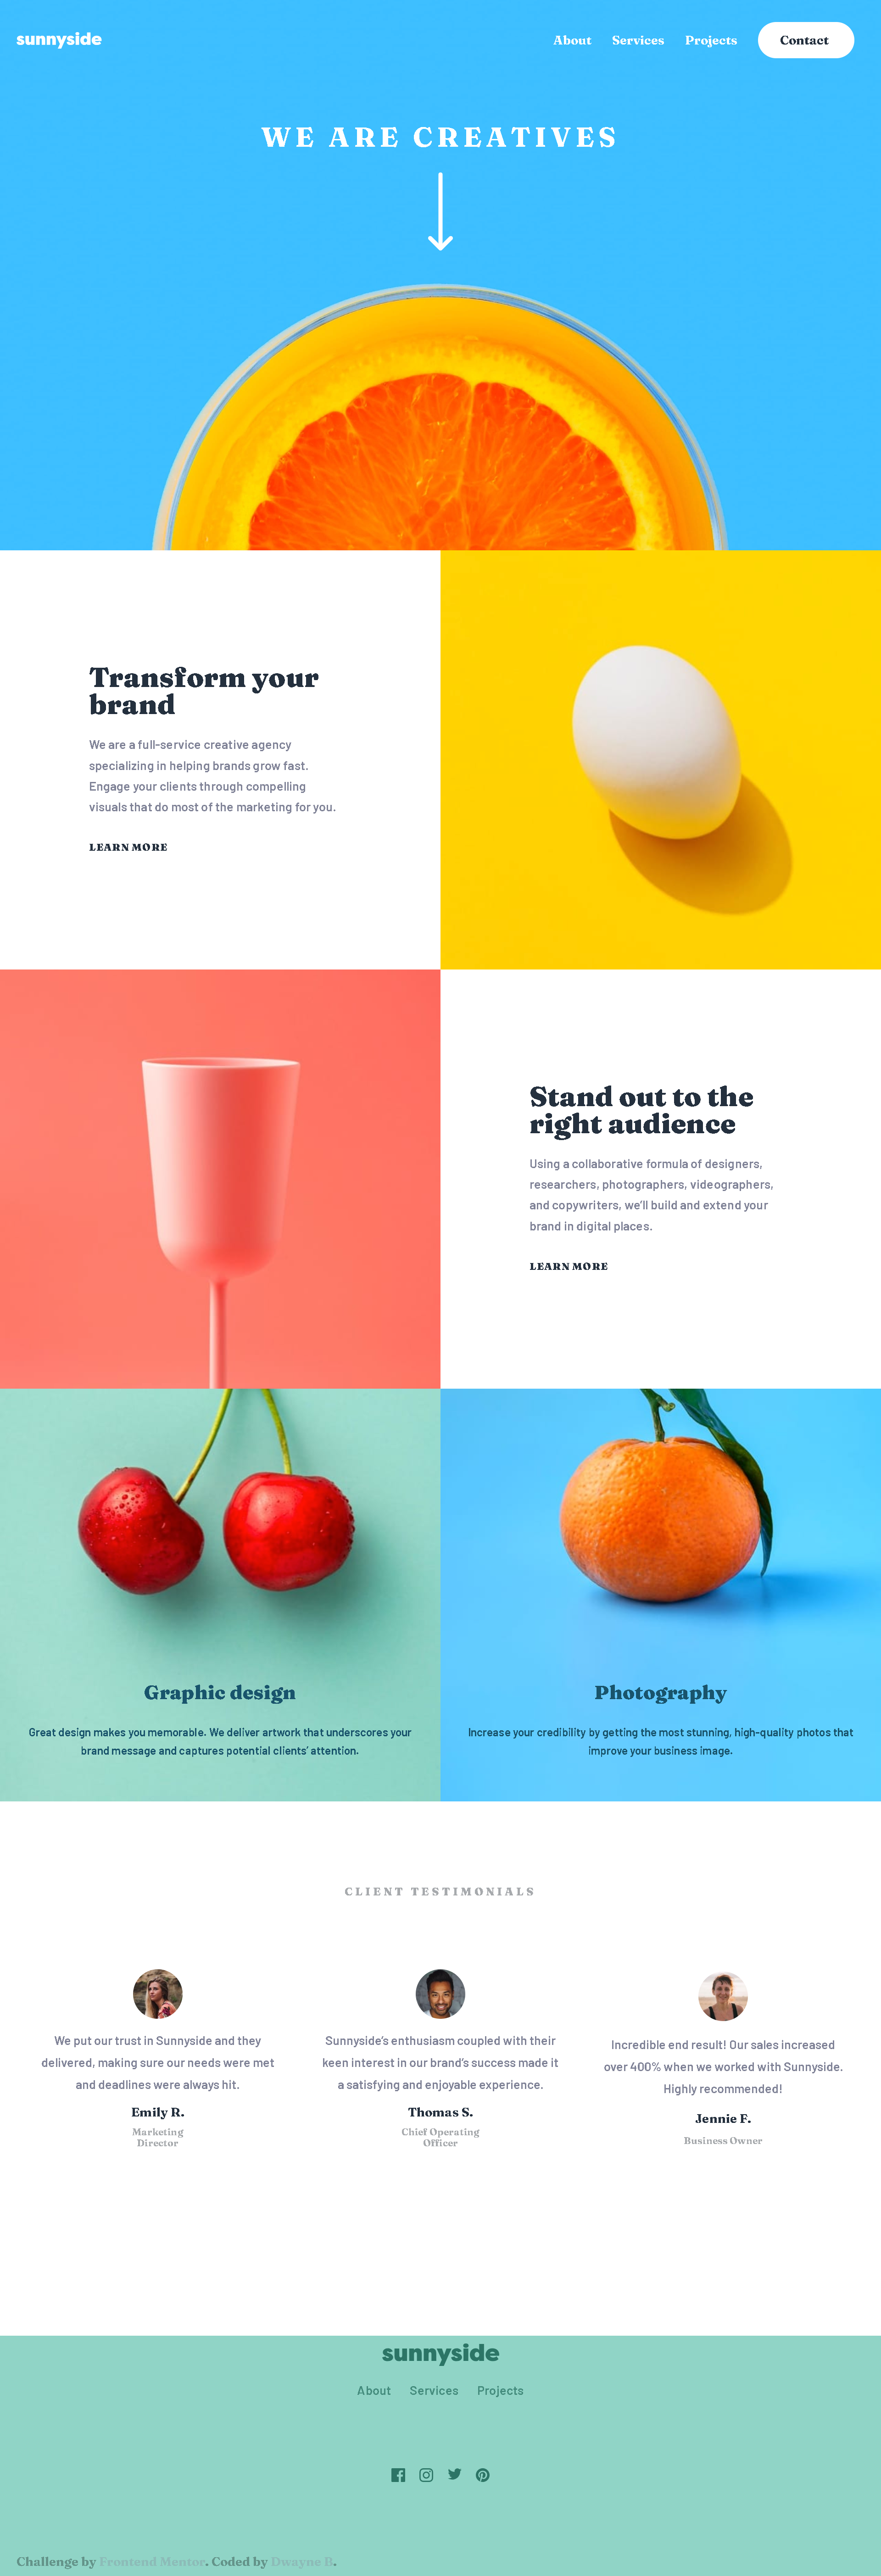 sunnyside
About Services Projects Contact
WE ARE CREATIVES
Transform your
brand
We are a full-service creative agency
specializing in helping brands grow fast.
Engage your clients through compelling
visuals that do most of the marketing for you.
LEARN MORE
Stand out to the
right audience
Using a collaborative formula of designers,
researchers, photographers, videographers,
and copywriters, we’ll build and extend your
brand in digital places.
LEARN MORE
Graphic design
Great design makes you memorable. We deliver artwork that underscores your
brand message and captures potential clients’ attention.
Photography
Increase your credibility by getting the most stunning, high-quality photos that
improve your business image.
CLIENT TESTIMONIALS
We put our trust in Sunnyside and they
delivered, making sure our needs were met
and deadlines were always hit.
Emily R.
Marketing
Director
Sunnyside’s enthusiasm coupled with their
keen interest in our brand’s success made it
a satisfying and enjoyable experience.
Thomas S.
Chief Operating
Officer
Incredible end result! Our sales increased
over 400% when we worked with Sunnyside.
Highly recommended!
Jennie F.
Business Owner
sunnyside
About Services Projects
Challenge by Frontend Mentor. Coded by Dwayne B.